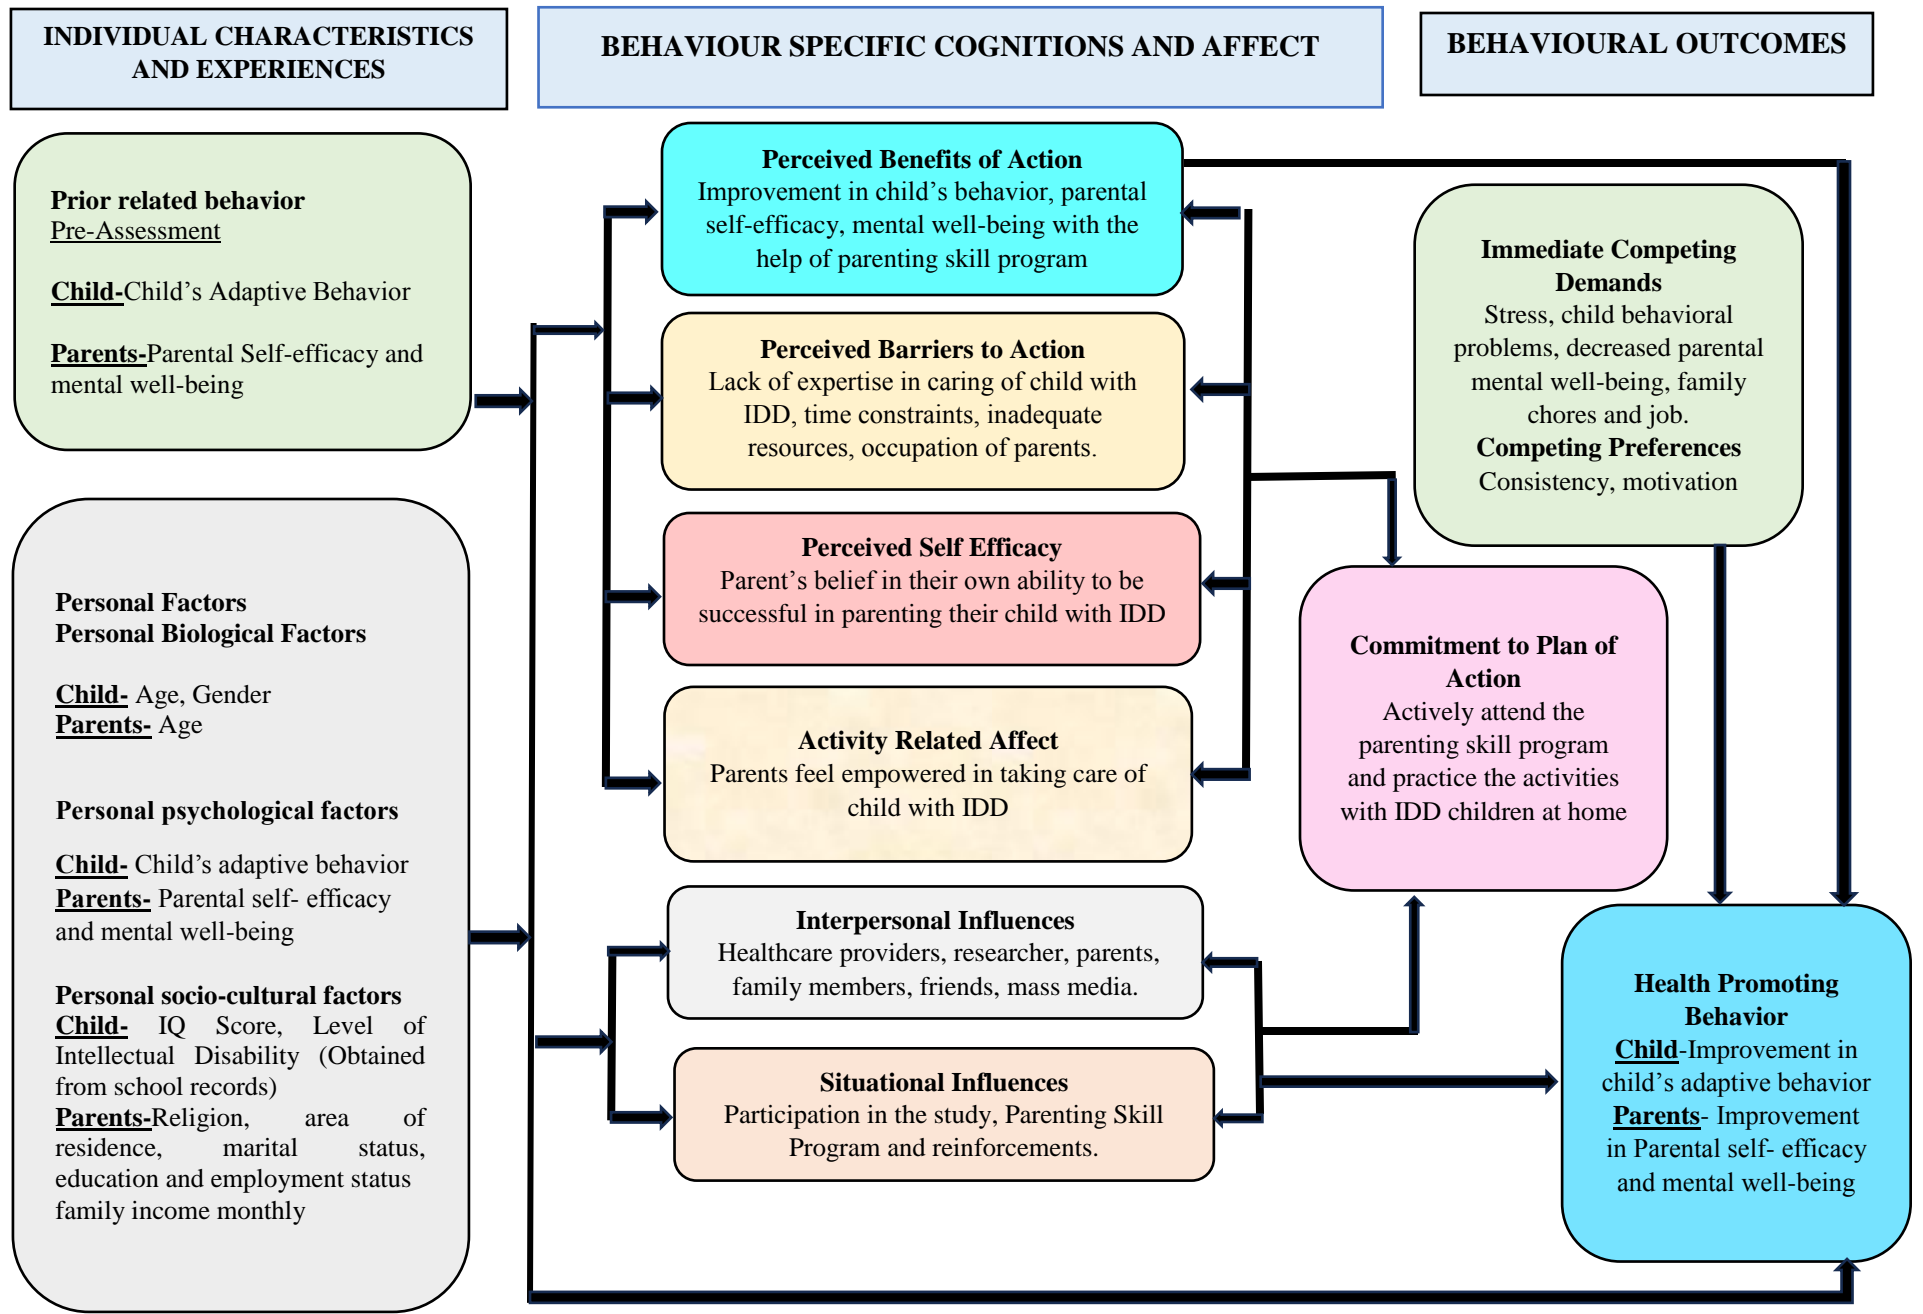 INDIVIDUAL CHARACTERISTICS
AND EXPERIENCES
BEHAVIOUR SPECIFIC COGNITIONS AND AFFECT
BEHAVIOURAL OUTCOMES
Prior related behavior
Pre-Assessment
Child-Child’s Adaptive Behavior
Parents-Parental Self-efficacy and
mental well-being
Personal Factors
Personal Biological Factors
Child- Age, Gender
Parents- Age
Personal psychological factors
Child- Child’s adaptive behavior
Parents- Parental self- efficacy
and mental well-being
Personal socio-cultural factors
Child- IQ Score, Level of
Intellectual Disability (Obtained
from school records)
Parents-Religion, area of
residence, marital status,
education and employment status
family income monthly
Perceived Benefits of Action
Improvement in child’s behavior, parental
self-efficacy, mental well-being with the
help of parenting skill program
Perceived Barriers to Action
Lack of expertise in caring of child with
IDD, time constraints, inadequate
resources, occupation of parents.
Perceived Self Efficacy
Parent’s belief in their own ability to be
successful in parenting their child with IDD
Activity Related Affect
Parents feel empowered in taking care of
child with IDD
Interpersonal Influences
Healthcare providers, researcher, parents,
family members, friends, mass media.
Situational Influences
Participation in the study, Parenting Skill
Program and reinforcements.
Immediate Competing
Demands
Stress, child behavioral
problems, decreased parental
mental well-being, family
chores and job.
Competing Preferences
Consistency, motivation
Commitment to Plan of
Action
Actively attend the
parenting skill program
and practice the activities
with IDD children at home
Health Promoting
Behavior
Child-Improvement in
child’s adaptive behavior
Parents- Improvement
in Parental self- efficacy
and mental well-being